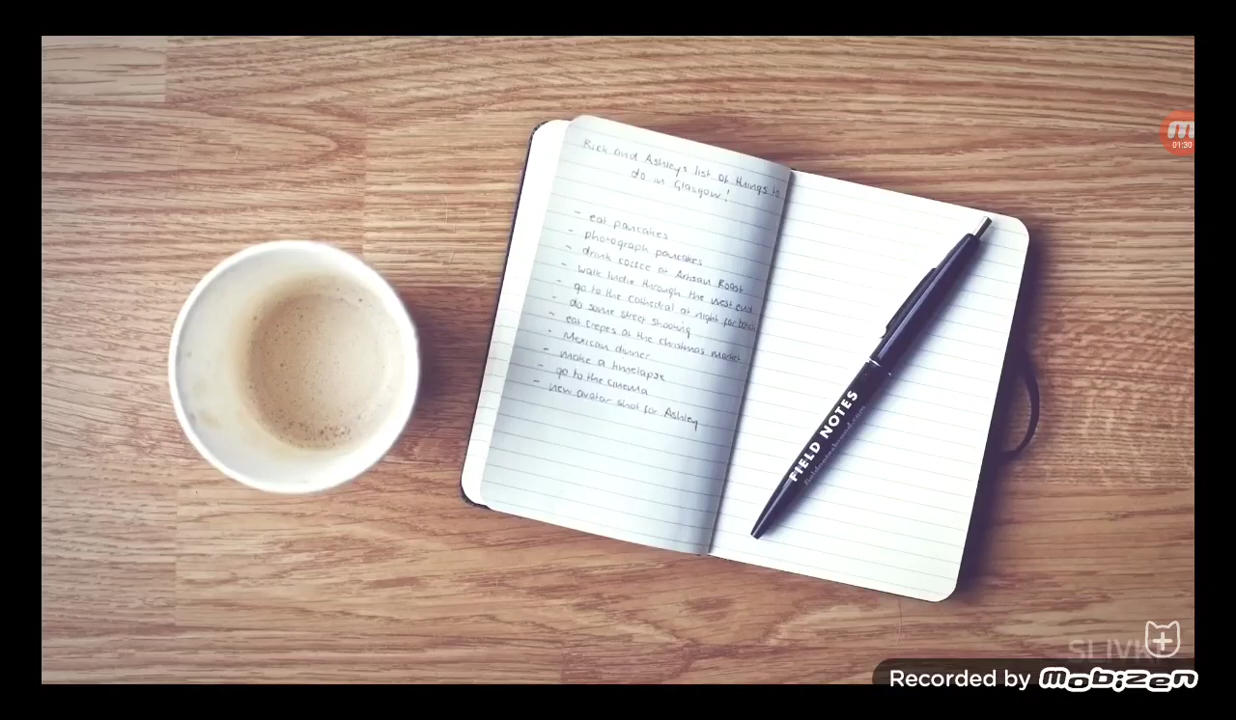 Rick and Ashleys list of things to
do in Glasgow!
- eat pancakes
- photograph pancakes
- drink coffee at Artisan Roast
- walk Indie through the west end
- go to the cathedral at night for
- do some street shooting
- eat crepes at the christmas market
- Mexican dinner
- make a timelapse
- go to the cinema
- new avatar shot for Ashley
FIELD NOTES
01:30
Recorded by mobizen